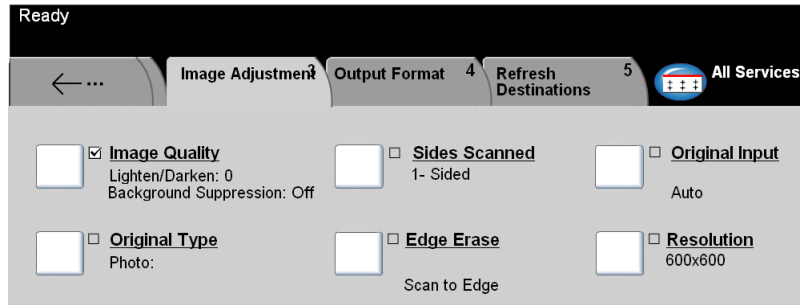 Ready
← ...
Image Adjustment 3
Output Format 4
Refresh 5
Destinations
All Services
Image Quality
Lighten/Darken: 0
Background Suppression: Off
Sides Scanned
1- Sided
Original Input
Auto
Original Type
Photo:
Edge Erase
Scan to Edge
Resolution
600x600